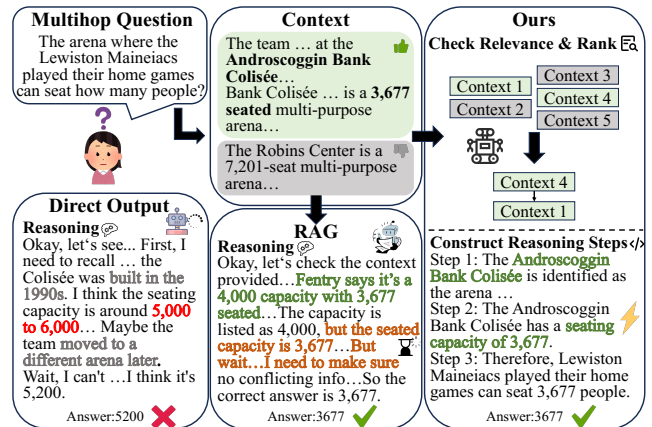 Multihop Question
The arena where the
Lewiston Maineiacs
played their home games
can seat how many people?
?
Context
The team … at the
Androscoggin Bank
Colisée…
Bank Colisée … is a 3,677
seated multi-purpose
arena…
The Robins Center is a
7,201-seat multi-purpose
arena…
Ours
Check Relevance & Rank
Context 1
Context 2
Context 3
Context 4
Context 5
Context 4
Context 1
Direct Output
Reasoning
Okay, let's see... First, I
need to recall … the
Colisée was built in the
1990s. I think the seating
capacity is around 5,000
to 6,000… Maybe the
team moved to a
different arena later.
Wait, I can't …I think it's
5,200.
Answer:5200
RAG
Reasoning
Okay, let's check the context
provided…Fentry says it's a
4,000 capacity with 3,677
seated…The capacity is
listed as 4,000, but the seated
capacity is 3,677…But
wait…I need to make sure
no conflicting info…So the
correct answer is 3,677.
Answer:3677
Construct Reasoning Steps</>
Step 1: The Androscoggin
Bank Colisée is identified as
the arena …
Step 2: The Androscoggin
Bank Colisée has a seating
capacity of 3,677.
Step 3: Therefore, Lewiston
Maineiacs played their home
games can seat 3,677 people.
Answer:3677